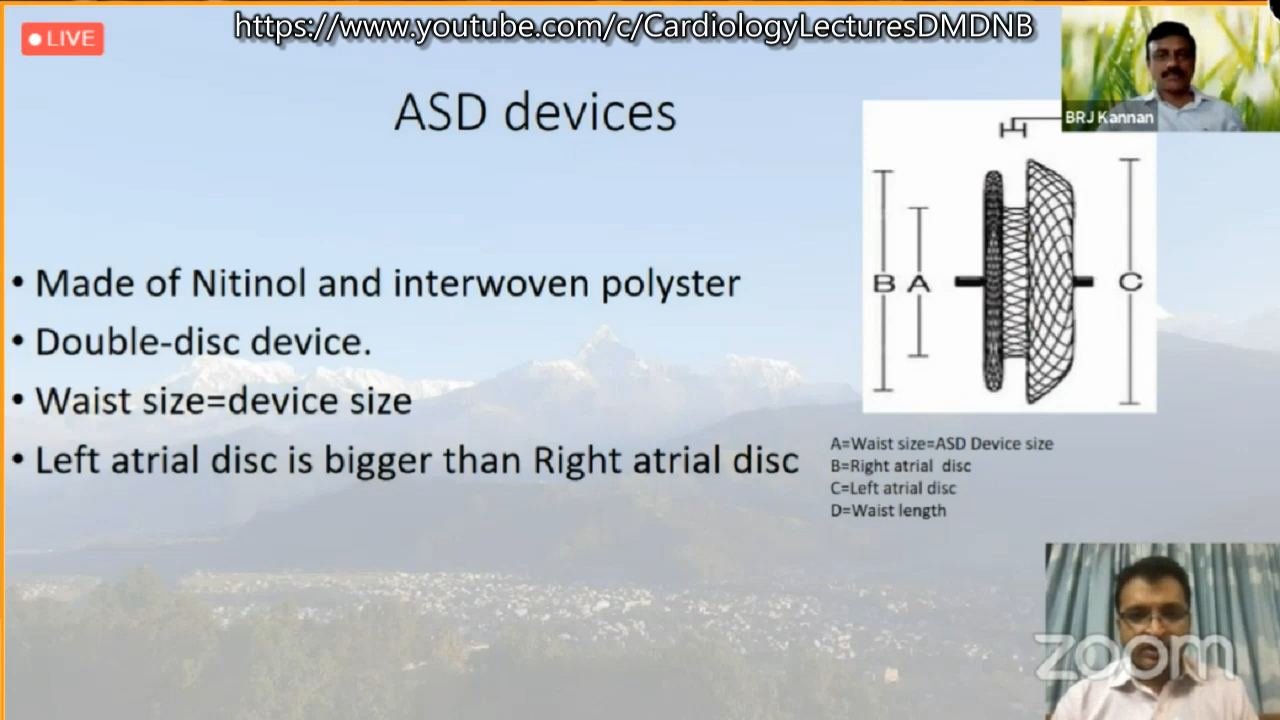 https://www.youtube.com/c/CardiologyLecturesDMDNB
LIVE
BRJ Kannan
ASD devices
• Made of Nitinol and interwoven polyster
• Double-disc device.
• Waist size=device size
• Left atrial disc is bigger than Right atrial disc
B A C
A=Waist size=ASD Device size
B=Right atrial disc
C=Left atrial disc
D=Waist length
zoom